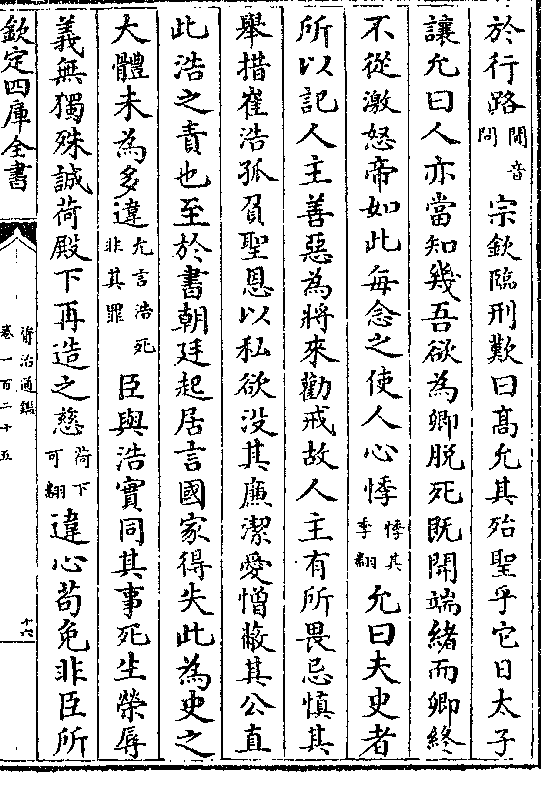 於行路聞音問宗欽臨刑歎曰髙允其殆聖乎它日太子
讓允曰人亦當知幾吾欲為卿脱死既開端緒而卿終
不從激怒帝如此每念之使人心悸悸其季翻允曰夫史者
所以記人主善惡為將來勸戒故人主有所畏忌慎其
舉措崔浩孤負聖恩以私欲没其廉潔愛憎蔽其公直
此浩之責也至於書朝廷起居言國家得失此為史之
大體未為多違允言浩死非其罪臣與浩實同其事死生榮辱
義無獨殊誠荷殿下再造之慈荷下可翻違心苟免非臣所
欽定四庫全書
資治通鑑
卷一百二十五
十六